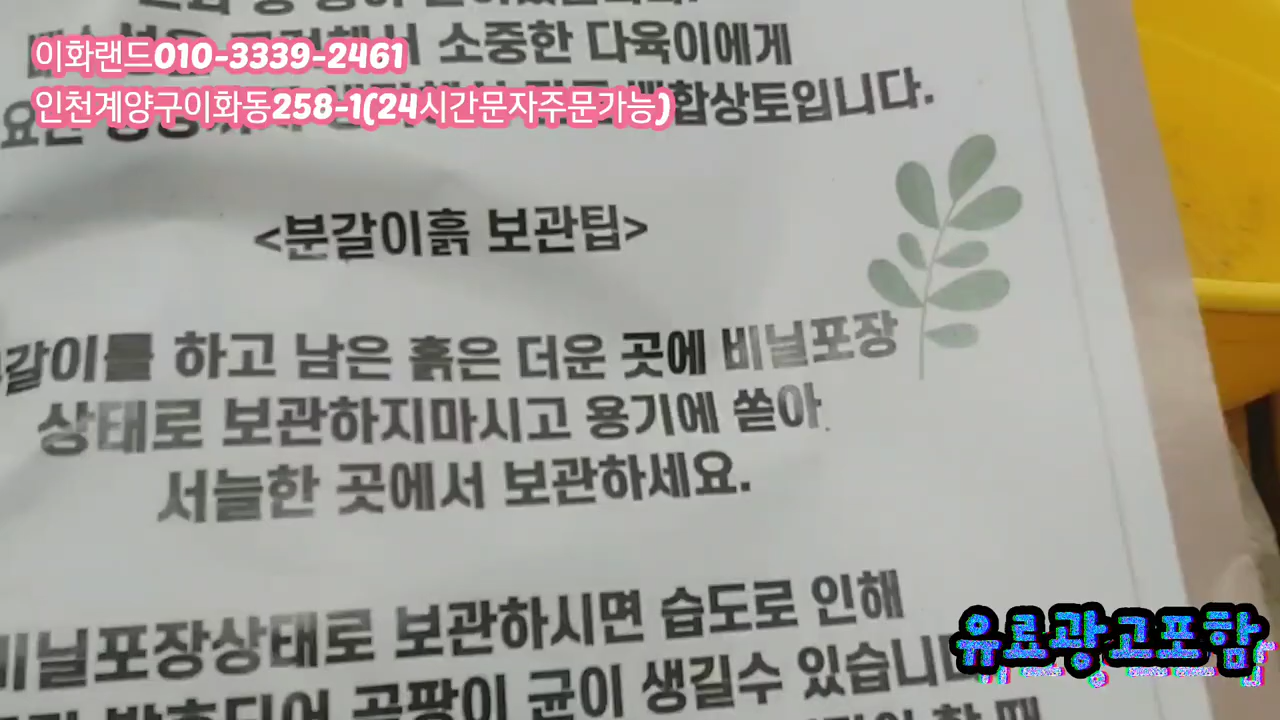 이화랜드010-3339-2461
인천계양구이화동258-1(24시간문자주문가능)
소중한 다육이에게
배합상토입니다.
<분갈이흙 보관팁>
분갈이를 하고 남은 흙은 더운 곳에 비닐포장
상태로 보관하지마시고 용기에 쏟아
서늘한 곳에서 보관하세요.
비닐포장상태로 보관하시면 습도로 인해
곰팡이 균이 생길수 있습니다
유료광고포함